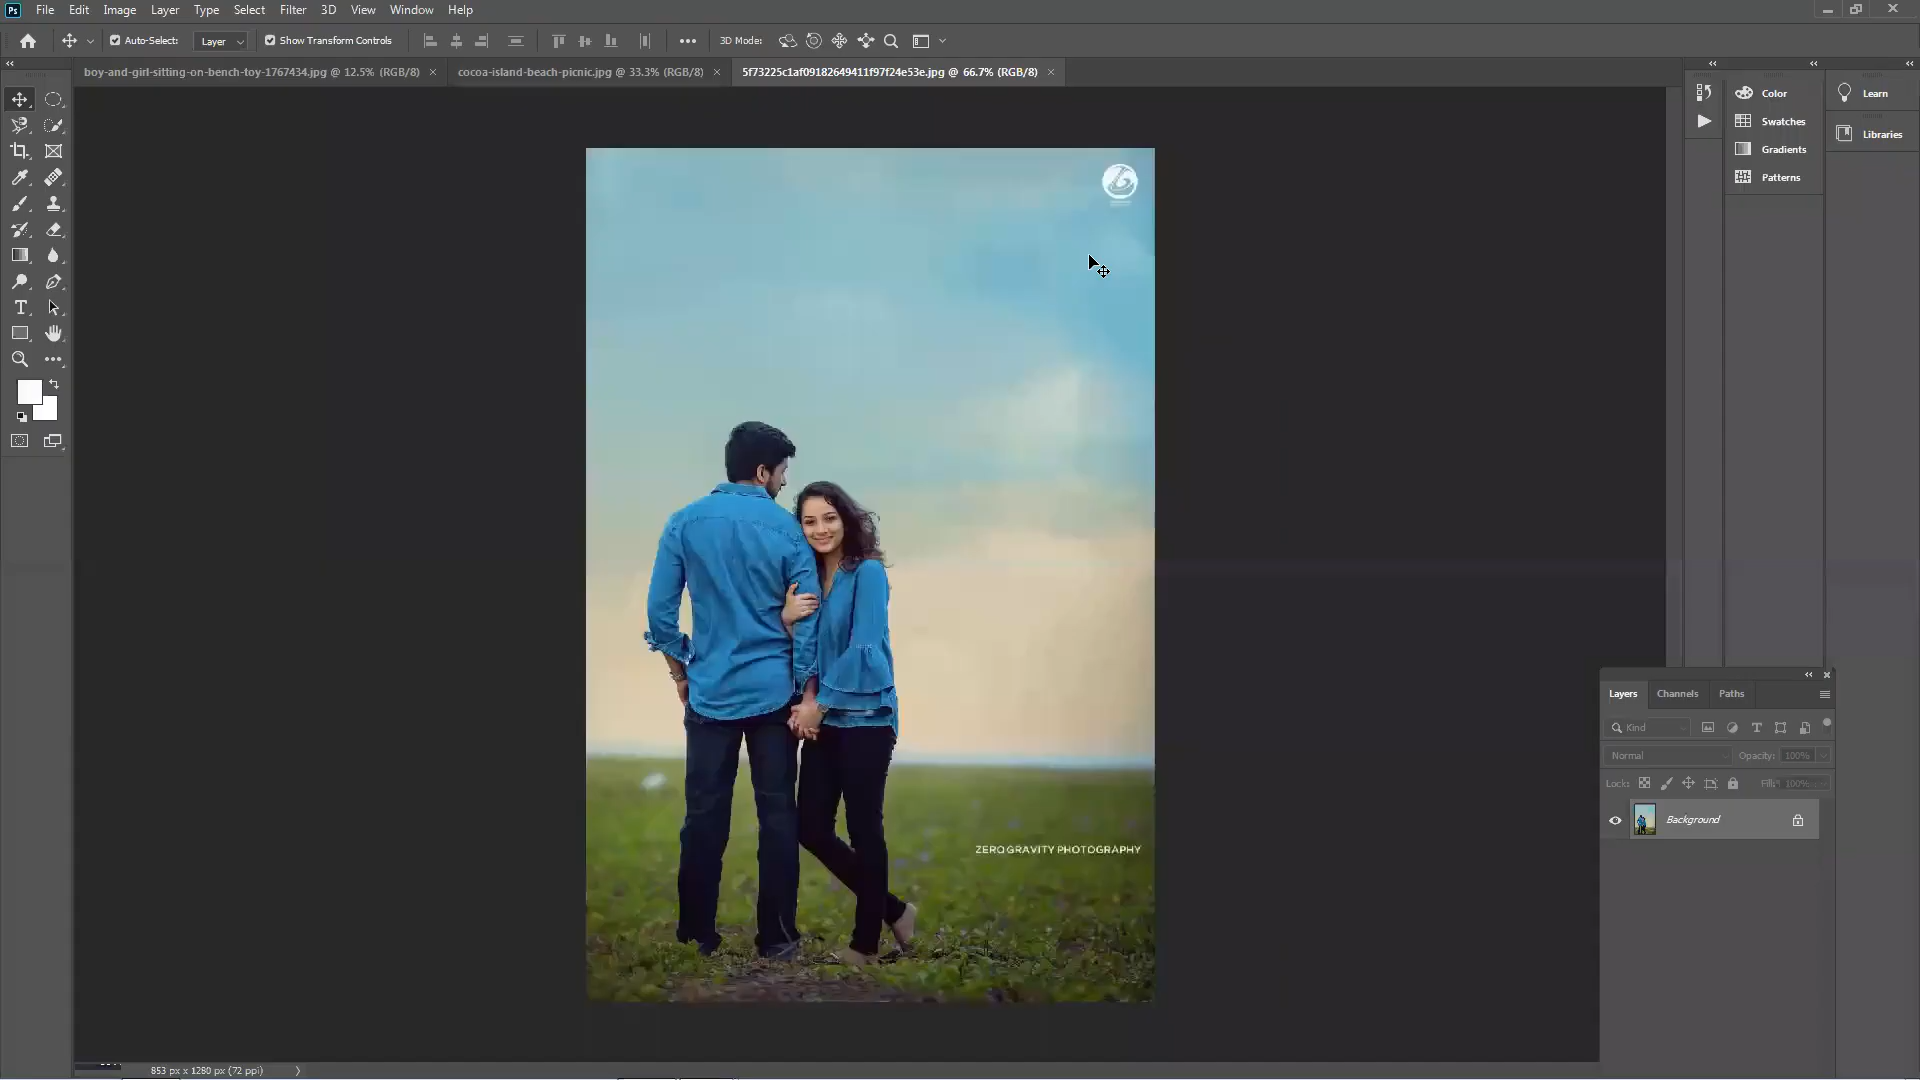 Ps File Edit Image Layer Type Select Filter 3D View Window Help
Auto-Select: Layer Show Transform Controls 3D Mode:
boy-and-girl-sitting-on-bench-toy-1767434.jpg @ 12.5% (RGB/8) cocoa-island-beach-picnic.jpg @ 33.3% (RGB/8) 5f73225c1af09182649411f97f24e53e.jpg @ 66.7% (RGB/8)
Color
Learn
Swatches
Libraries
Gradients
Patterns
Layers Channels Paths
Kind
Normal Opacity: 100%
Lock: Fill: 100%
Background
ZERO GRAVITY PHOTOGRAPHY
853 px x 1280 px (72 ppi)